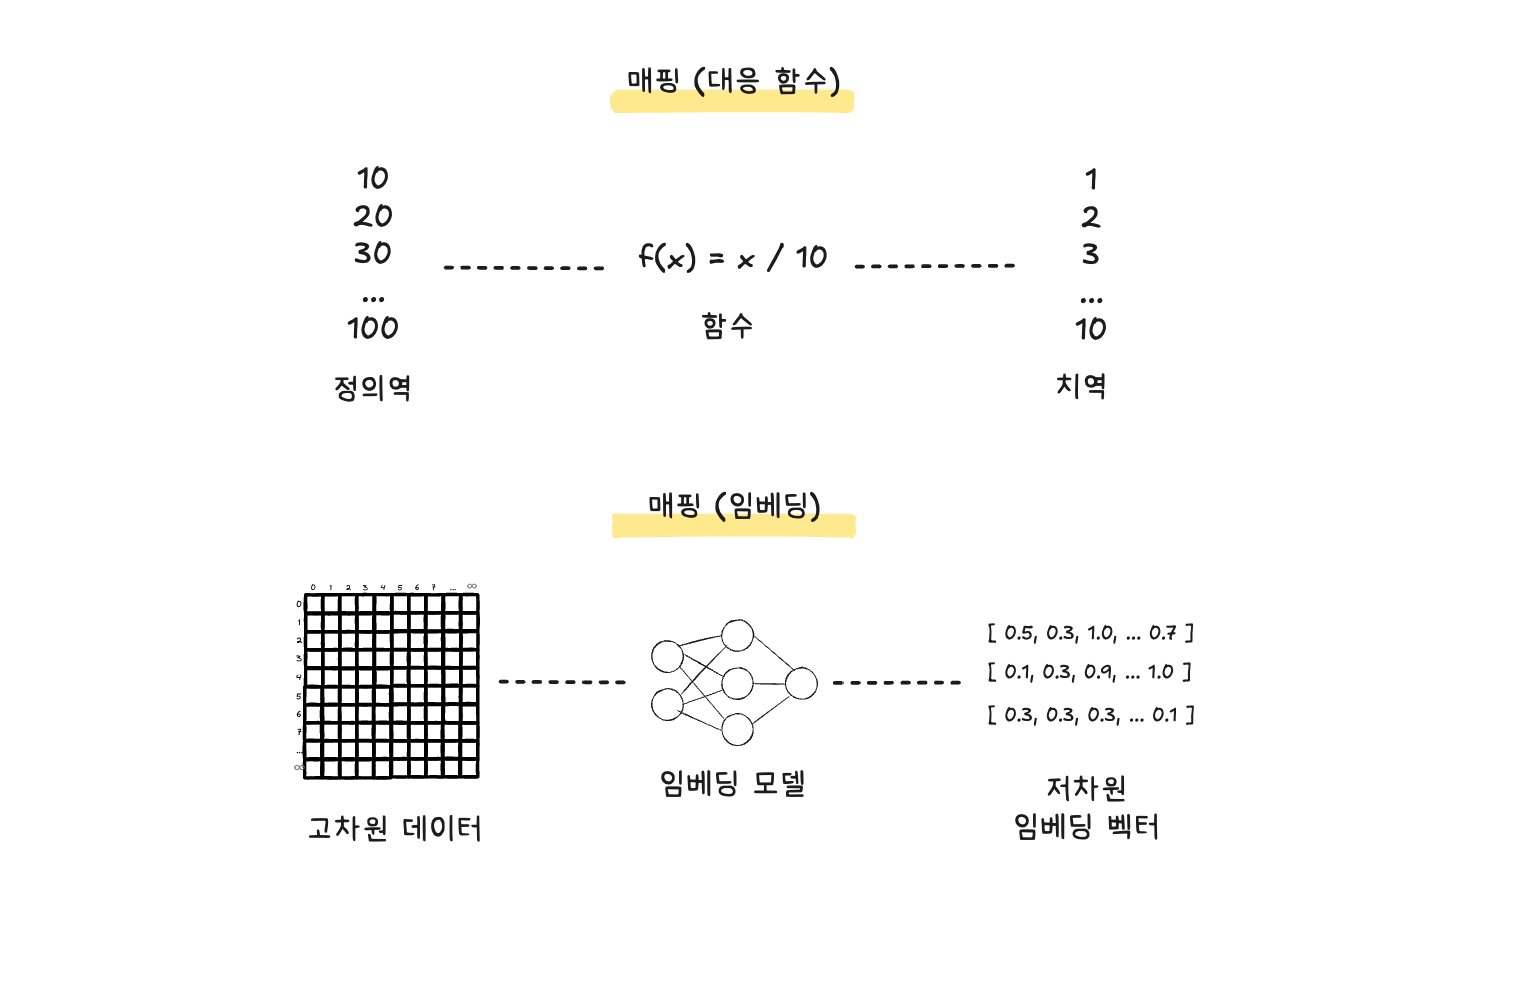 매핑 (대응 함수)
10
20
30
...
100
정의역
f(x) = x / 10
함수
1
2
3
...
10
치역
매핑 (임베딩)
0 1 2 3 4 5 6 7 ... ∞
0
1
2
3
4
5
6
7
...
∞
고차원 데이터
임베딩 모델
[ 0.5, 0.3, 1.0, ... 0.7 ]
[ 0.1, 0.3, 0.9, ... 1.0 ]
[ 0.3, 0.3, 0.3, ... 0.1 ]
저차원
임베딩 벡터